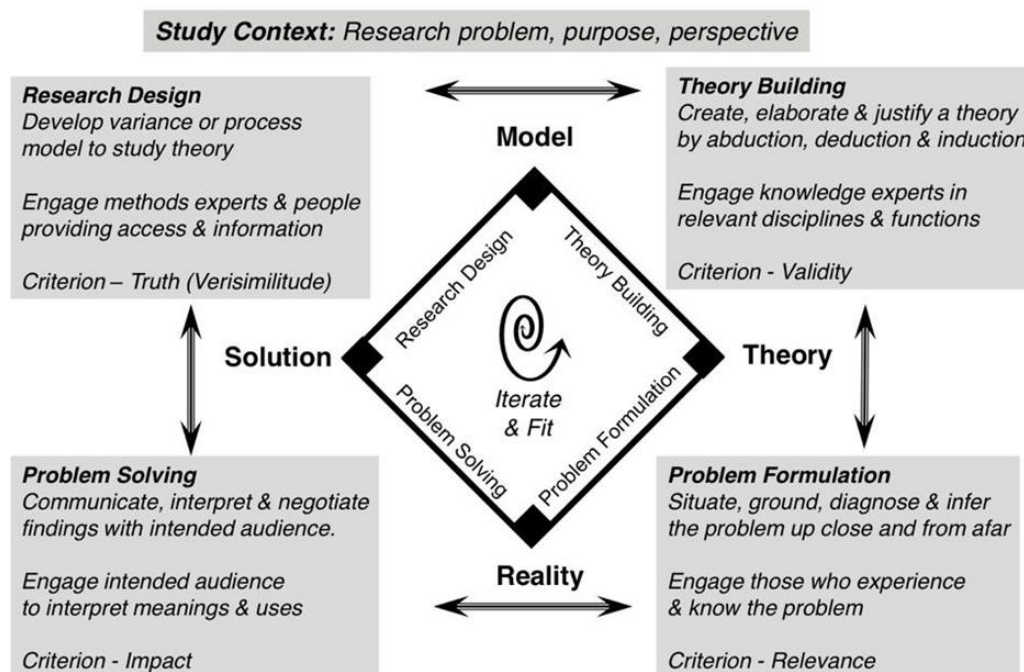 Study Context: Research problem, purpose, perspective
Research Design
Develop variance or process
model to study theory
Engage methods experts & people
providing access & information
Criterion – Truth (Verisimilitude)
Theory Building
Create, elaborate & justify a theory
by abduction, deduction & induction
Engage knowledge experts in
relevant disciplines & functions
Criterion - Validity
Model
Research Design
Theory Building
Solution
Theory
Iterate
& Fit
Problem Solving
Problem Formulation
Reality
Problem Solving
Communicate, interpret & negotiate
findings with intended audience.
Engage intended audience
to interpret meanings & uses
Criterion - Impact
Problem Formulation
Situate, ground, diagnose & infer
the problem up close and from afar
Engage those who experience
& know the problem
Criterion - Relevance